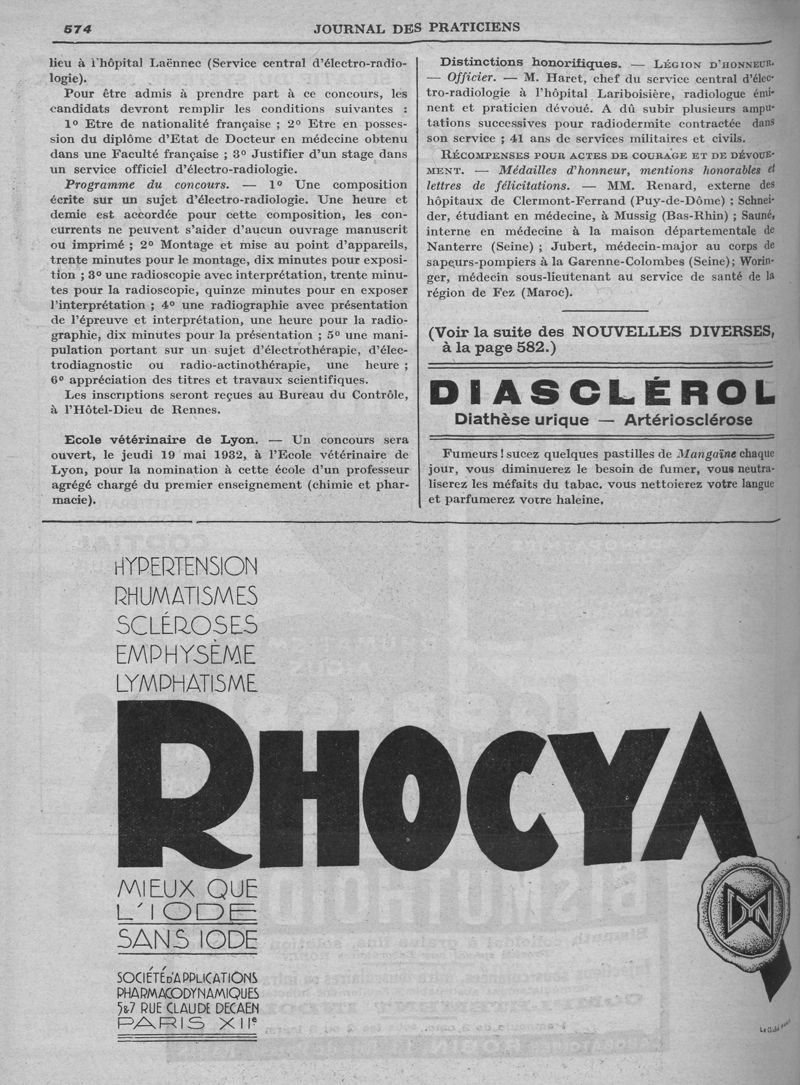 574
JOURNAL DES PRATICIENS
lieu à l'hôpital Laënnec (Service central d'électro-radio-
logie).
Pour être admis à prendre part à ce concours, les
candidats devront remplir les conditions suivantes :
1º Etre de nationalité française ; 2º Etre en posses-
sion du diplôme d'Etat de Docteur en médecine obtenu
dans une Faculté française ; 3º Justifier d'un stage dans
un service officiel d'électro-radiologie.
Programme du concours. — 1º Une composition
écrite sur un sujet d'électro-radiologie. Une heure et
demie est accordée pour cette composition, les con-
currents ne peuvent s'aider d'aucun ouvrage manuscrit
ou imprimé ; 2º Montage et mise au point d'appareils,
trente minutes pour le montage, dix minutes pour exposi-
tion ; 3º une radioscopie avec interprétation, trente minu-
tes pour la radioscopie, quinze minutes pour en exposer
l'interprétation ; 4º une radiographie avec présentation
de l'épreuve et interprétation, une heure pour la radio-
graphie, dix minutes pour la présentation ; 5º une mani-
pulation portant sur un sujet d'électrothérapie, d'élec-
trodiagnostic ou radio-actinothérapie, une heure ;
6º appréciation des titres et travaux scientifiques.
Les inscriptions seront reçues au Bureau du Contrôle,
à l'Hôtel-Dieu de Rennes.
Ecole vétérinaire de Lyon. — Un concours sera
ouvert, le jeudi 19 mai 1932, à l'Ecole vétérinaire de
Lyon, pour la nomination à cette école d'un professeur
agrégé chargé du premier enseignement (chimie et phar-
macie).
Distinctions honorifiques. — LÉGION D'HONNEUR.
— Officier. — M. Haret, chef du service central d'élec-
tro-radiologie à l'hôpital Lariboisière, radiologue émi-
nent et praticien dévoué. A dû subir plusieurs ampu-
tations successives pour radiodermite contractée dans
son service ; 41 ans de services militaires et civils.
RÉCOMPENSES POUR ACTES DE COURAGE ET DE DÉVOUE-
MENT. — Médailles d'honneur, mentions honorables et
lettres de félicitations. — MM. Renard, externe des
hôpitaux de Clermont-Ferrand (Puy-de-Dôme) ; Schnei-
der, étudiant en médecine, à Mussig (Bas-Rhin) ; Sauné,
interne en médecine à la maison départementale de
Nanterre (Seine) ; Jubert, médecin-major au corps de
sapeurs-pompiers à la Garenne-Colombes (Seine) ; Worin-
ger, médecin sous-lieutenant au service de santé de la
région de Fez (Maroc).
(Voir la suite des NOUVELLES DIVERSES,
à la page 582.)
DIASCLÉROL
Diathèse urique — Artériosclérose
Fumeurs ! sucez quelques pastilles de Mangaïne chaque
jour, vous diminuerez le besoin de fumer, vous neutra-
liserez les méfaits du tabac. vous nettoierez votre langue
et parfumerez votre haleine.
HYPERTENSION
RHUMATISMES
SCLÉROSES
EMPHYSÈME
LYMPHATISME
RHOCYA
MIEUX QUE
L'IODE
SANS IODE
SOCIÉTÉ D'APPLICATIONS
PHARMACODYNAMIQUES
5&7 RUE CLAUDE DECAEN
PARIS XIIe